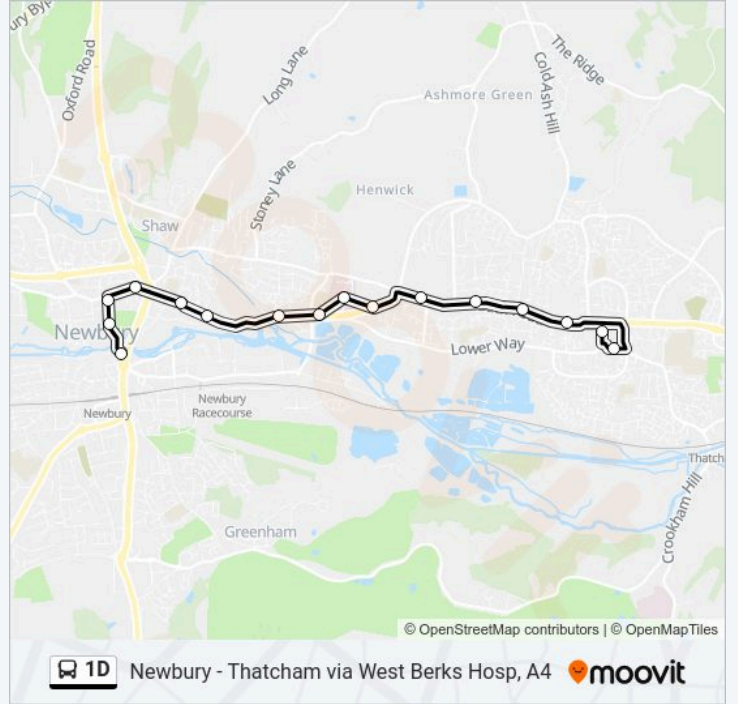 ury Byp
Oxford Road
Long Lane
The Ridge
Cold Ash Hill
Ashmore Green
Stoney Lane
Henwick
Shaw
Newbury
Lower Way
Newbury
Racecourse
Newbury
Thatch
Crookham Hill
Greenham
© OpenStreetMap contributors | © OpenMapTiles
1D Newbury - Thatcham via West Berks Hosp, A4 moovit